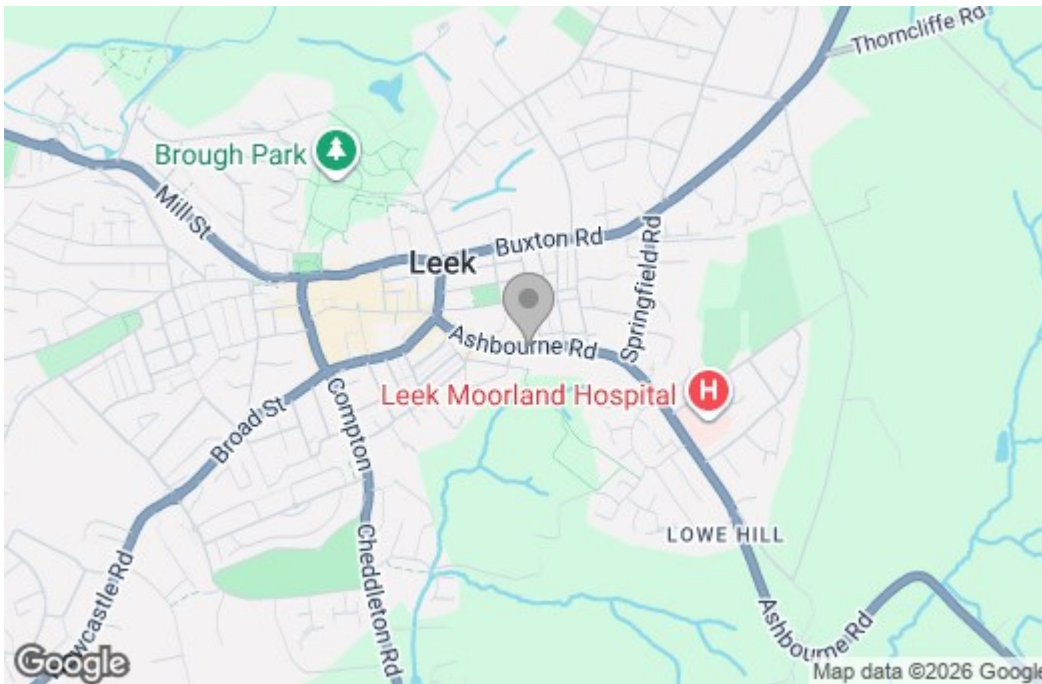 Thorncliffe Rd
Brough Park
Mill St
Buxton Rd
Leek
Springfield Rd
Ashbourne Rd
Leek Moorland Hospital
H
Compton
Broad St
LOWE HILL
Cheddleton Rd
wcastle Rd
Ashbourne Rd
Google
Map data ©2026 Google